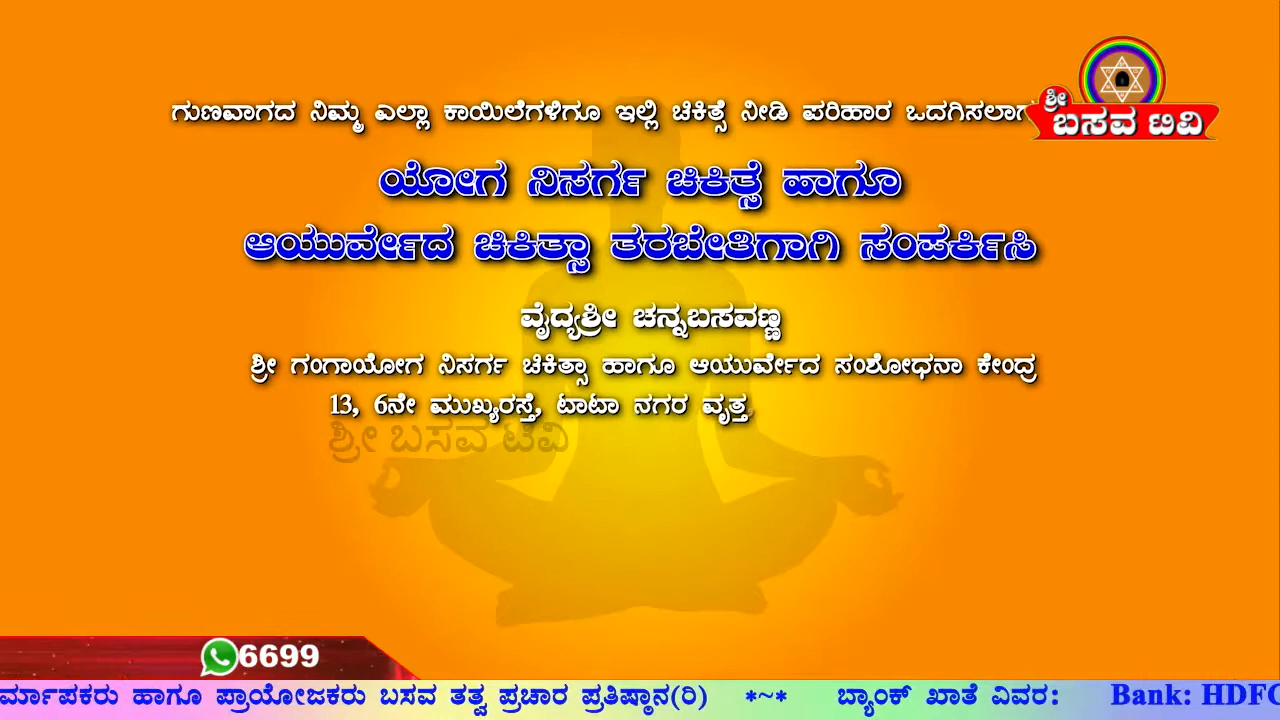 ಗುಣವಾಗದ ನಿಮ್ಮ ಎಲ್ಲಾ ಕಾಯಿಲೆಗಳಿಗೂ ಇಲ್ಲಿ ಚಿಕಿತ್ಸೆ ನೀಡಿ ಪರಿಹಾರ ಒದಗಿಸಲಾಗ
ಶ್ರೀ
ಬಸವ ಟಿವಿ
ಯೋಗ ನಿಸರ್ಗ ಚಿಕಿತ್ಸೆ ಹಾಗೂ
ಆಯುರ್ವೇದ ಚಿಕಿತ್ಸಾ ತರಬೇತಿಗಾಗಿ ಸಂಪರ್ಕಿಸಿ
ವೈದ್ಯಶ್ರೀ ಚನ್ನಬಸವಣ್ಣ
ಶ್ರೀ ಗಂಗಾಯೋಗ ನಿಸರ್ಗ ಚಿಕಿತ್ಸಾ ಹಾಗೂ ಆಯುರ್ವೇದ ಸಂಶೋಧನಾ ಕೇಂದ್ರ
13, 6ನೇ ಮುಖ್ಯರಸ್ತೆ, ಟಾಟಾ ನಗರ ವೃತ್ತ
ಶ್ರೀ ಬಸವ ಟಿವಿ
6699
ರ್ಮಾಪಕರು ಹಾಗೂ ಪ್ರಾಯೋಜಕರು ಬಸವ ತತ್ವ ಪ್ರಚಾರ ಪ್ರತಿಷ್ಠಾನ(ರಿ) *~* ಬ್ಯಾಂಕ್ ಖಾತೆ ವಿವರ: Bank: HDFC